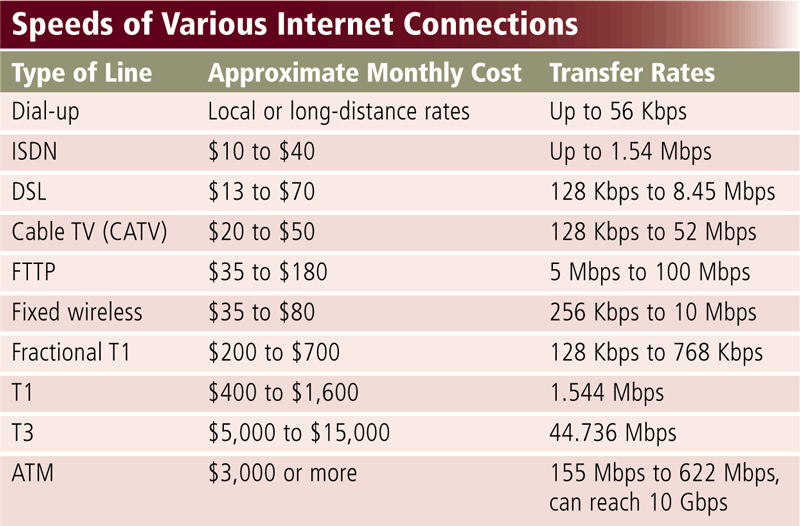 Speeds of Various Internet Connections
Type of Line Approximate Monthly Cost Transfer Rates
Dial-up Local or long-distance rates Up to 56 Kbps
ISDN $10 to $40 Up to 1.54 Mbps
DSL $13 to $70 128 Kbps to 8.45 Mbps
Cable TV (CATV) $20 to $50 128 Kbps to 52 Mbps
FTTP $35 to $180 5 Mbps to 100 Mbps
Fixed wireless $35 to $80 256 Kbps to 10 Mbps
Fractional T1 $200 to $700 128 Kbps to 768 Kbps
T1 $400 to $1,600 1.544 Mbps
T3 $5,000 to $15,000 44.736 Mbps
ATM $3,000 or more 155 Mbps to 622 Mbps,
can reach 10 Gbps